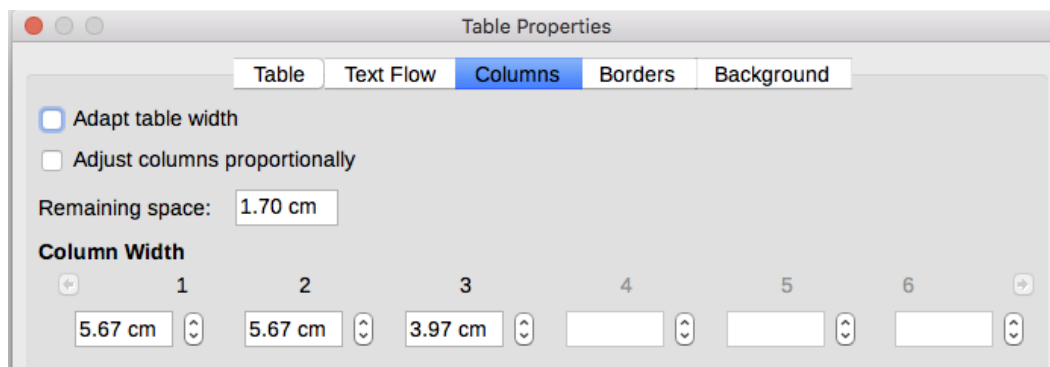 Table Properties
Table Text Flow Columns Borders Background
Adapt table width
Adjust columns proportionally
Remaining space: 1.70 cm
Column Width
1 2 3 4 5 6
5.67 cm 5.67 cm 3.97 cm